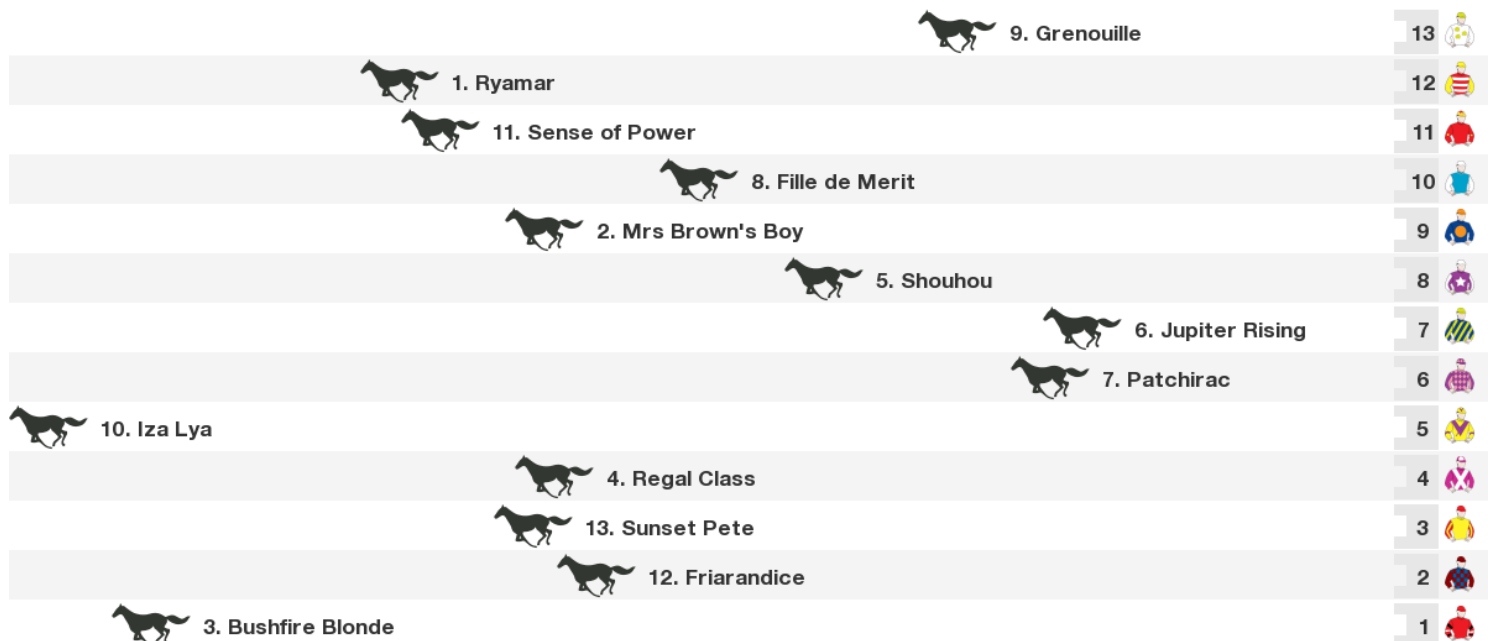 9. Grenouille 13
1. Ryamar 12
11. Sense of Power 11
8. Fille de Merit 10
2. Mrs Brown's Boy 9
5. Shouhou 8
6. Jupiter Rising 7
7. Patchirac 6
10. Iza Lya 5
4. Regal Class 4
13. Sunset Pete 3
12. Friarandice 2
3. Bushfire Blonde 1